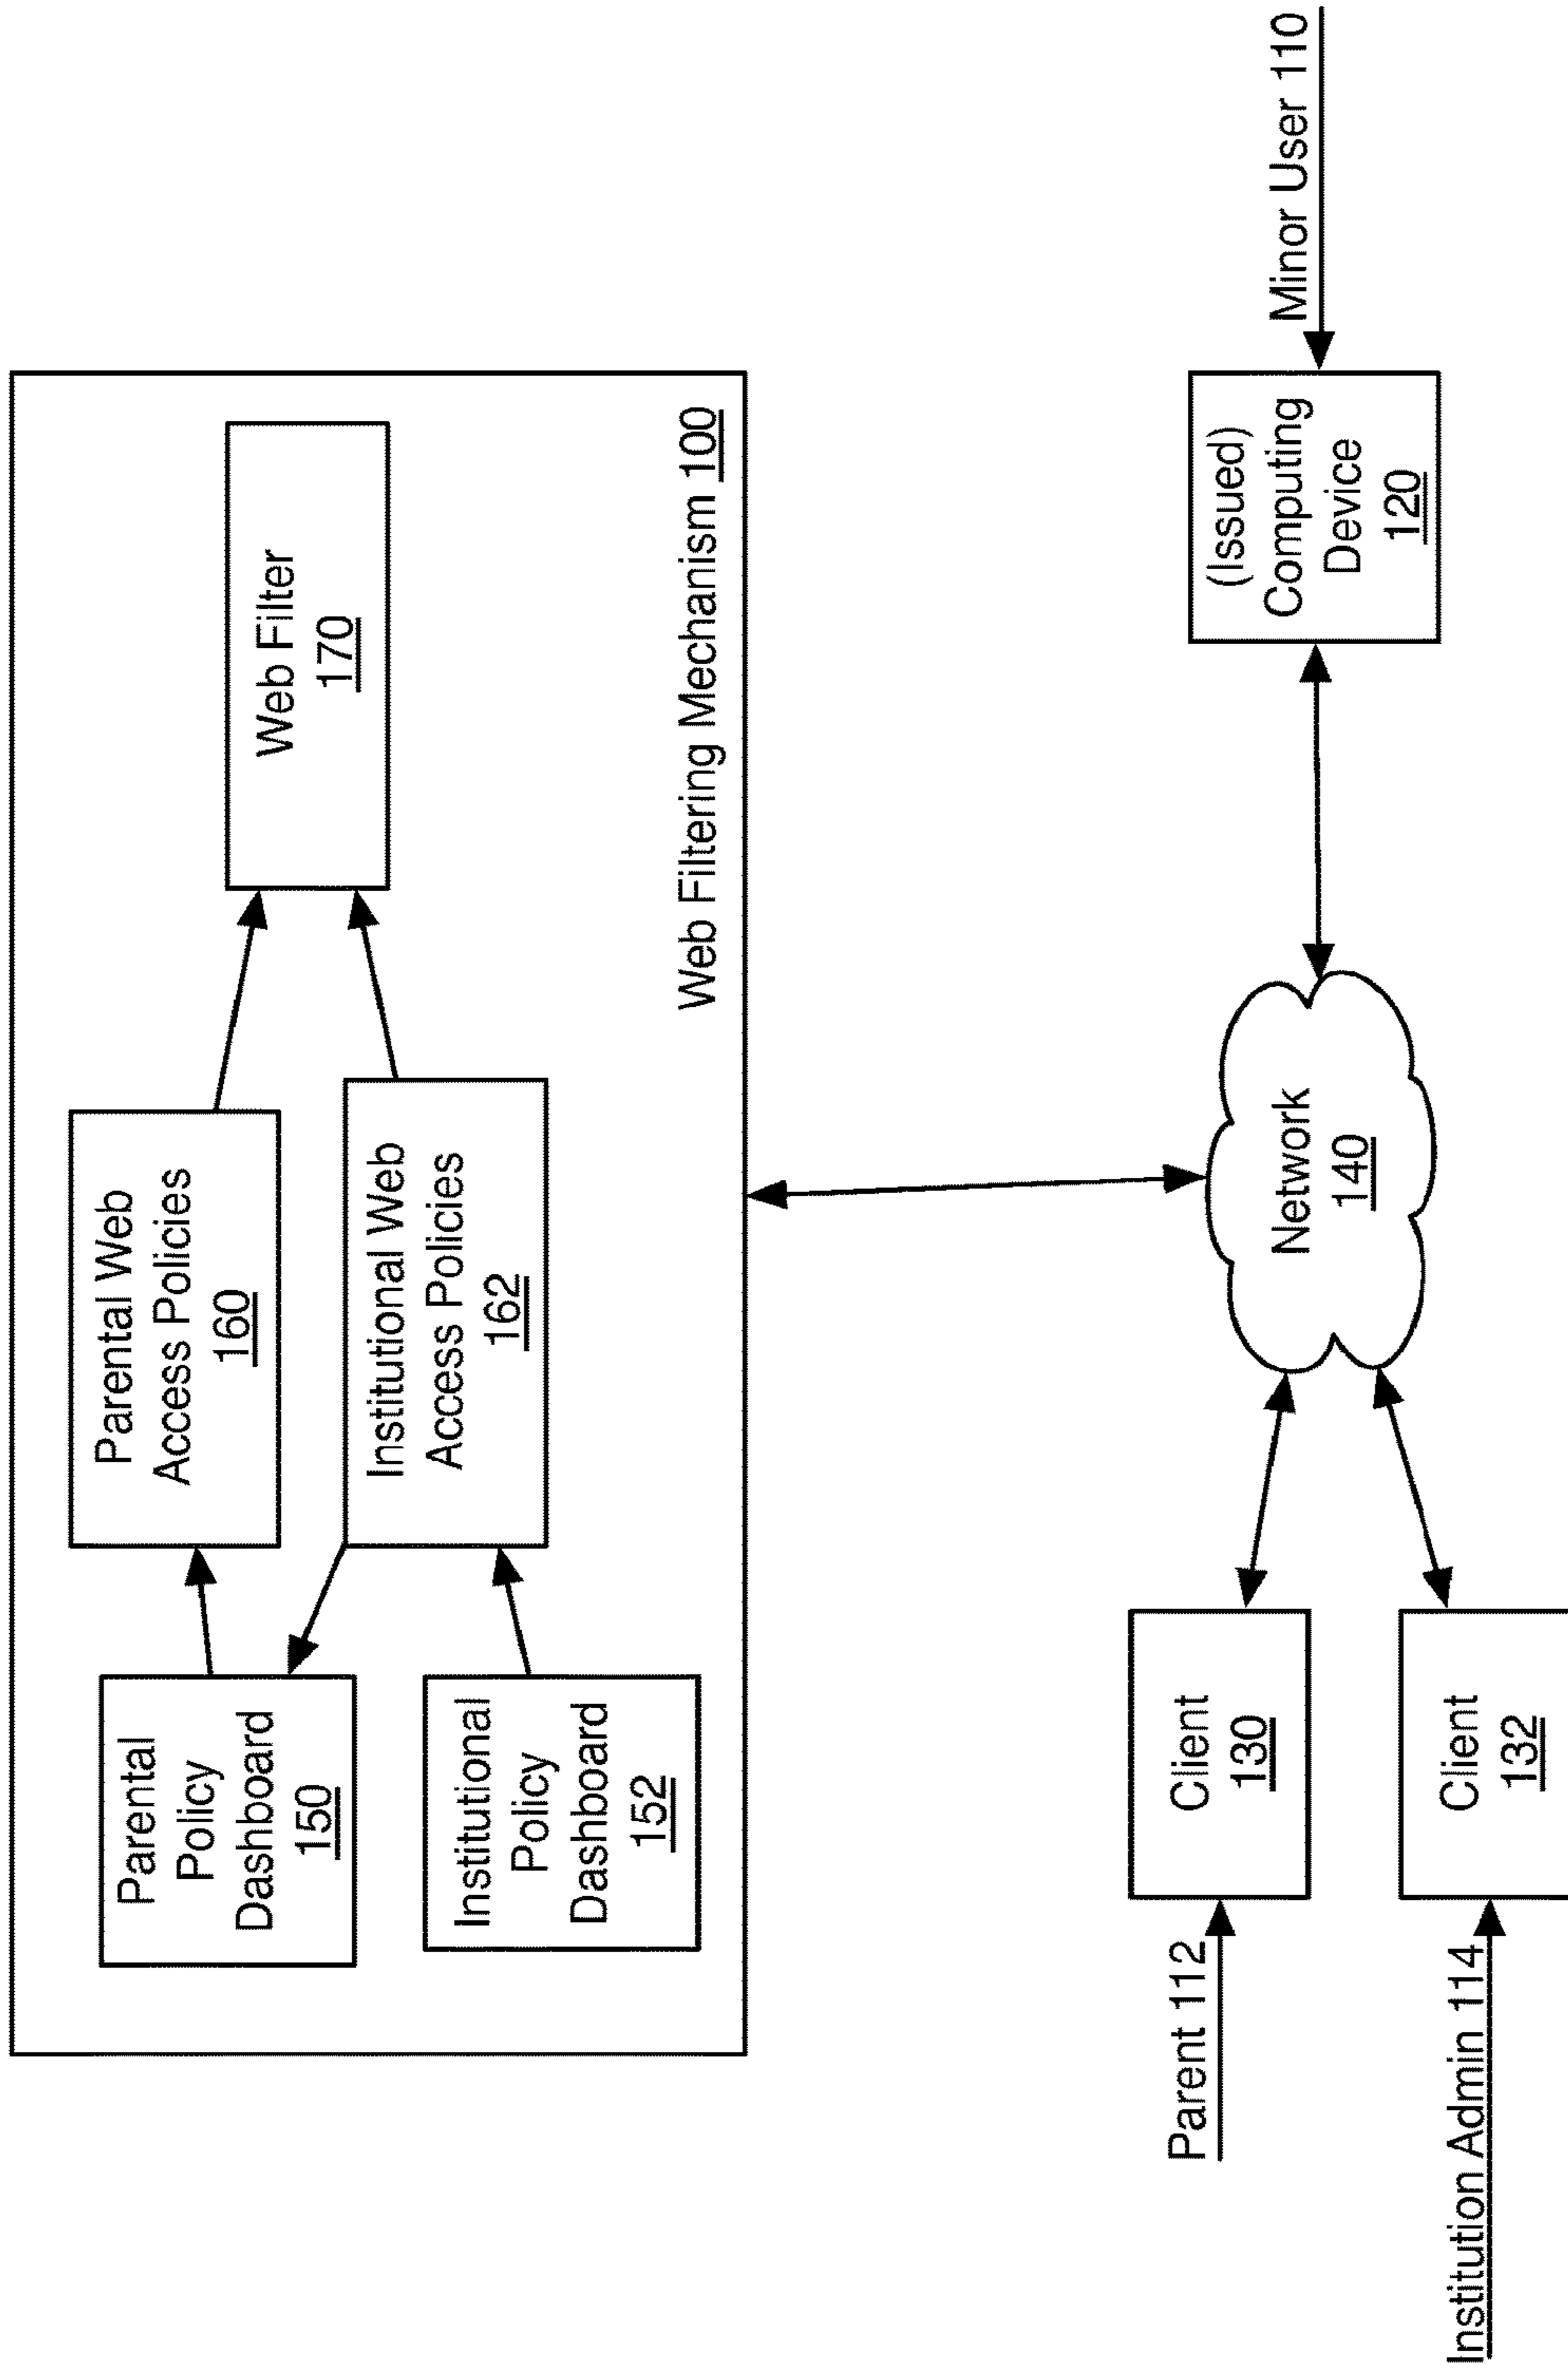 Parental
Policy
Dashboard
150
Parental Web
Access Policies
160
Web Filter
170
Institutional
Policy
Dashboard
152
Institutional Web
Access Policies
162
Web Filtering Mechanism 100
Parent 112
Client
130
Institution Admin 114
Client
132
Network
140
(Issued)
Computing
Device
120
Minor User 110